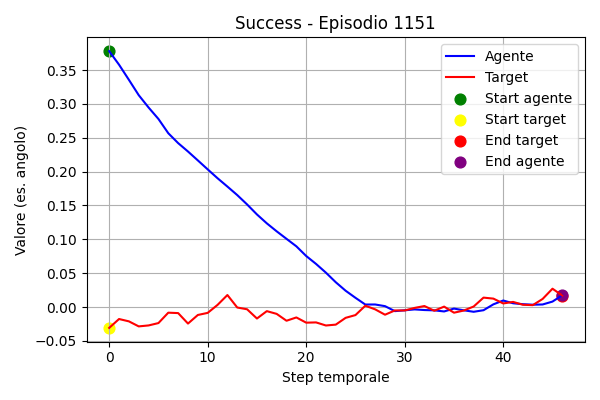 Success - Episodio 1151
Valore (es. angolo)
0.35
0.30
0.25
0.20
0.15
0.10
0.05
0.00
−0.05
Agente
Target
Start agente
Start target
End target
End agente
0 10 20 30 40
Step temporale